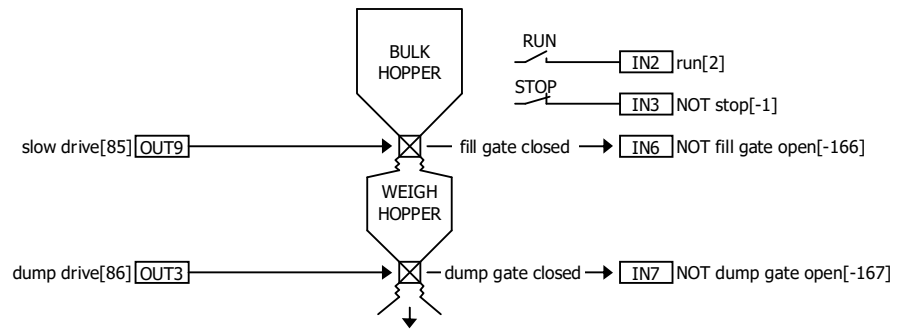 BULK
HOPPER
RUN
IN2 run[2]
STOP
IN3 NOT stop[-1]
slow drive[85] OUT9 fill gate closed IN6 NOT fill gate open[-166]
WEIGH
HOPPER
dump drive[86] OUT3 dump gate closed IN7 NOT dump gate open[-167]